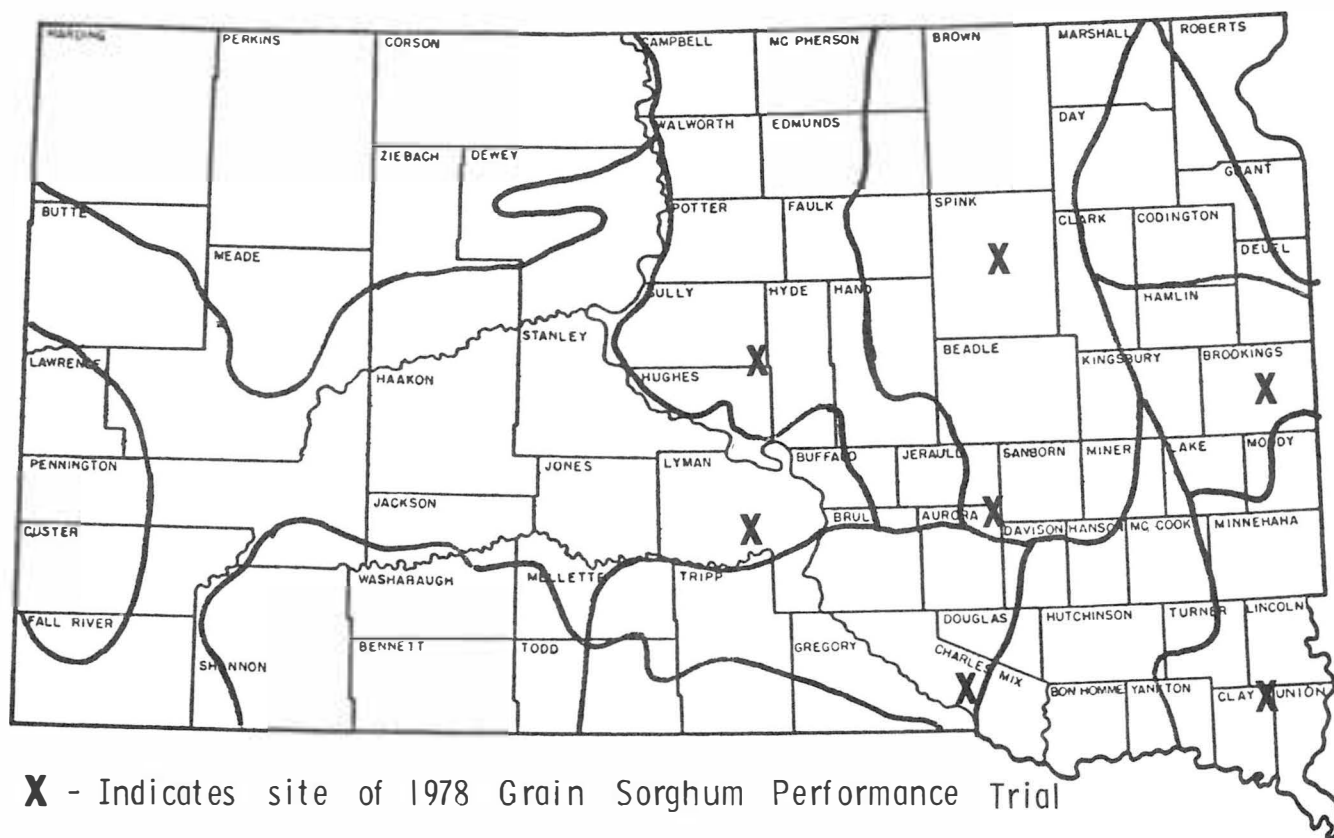 HARDING
PERKINS
CORSON
CAMPBELL
MC PHERSON
BROWN
MARSHALL
ROBERTS
WALWORTH
EDMUNDS
DAY
ZIEBACH
DEWEY
GRANT
BUTTE
POTTER
FAULK
SPINK
CLARK
CODINGTON
MEADE
X
DEUEL
SULLY
HYDE
HAND
HAMLIN
STANLEY
BEADLE
LAWRENCE
HAAKON
HUGHES
X
KINGSBURY
BROOKINGS
X
PENNINGTON
JONES
LYMAN
BUFFALO
JERAULD
SANBORN
MINER
LAKE
MOODY
JACKSON
CUSTER
X
BRUL
AURORA
X
DAVISON
HANSON
MC COOK
MINNEHAHA
WASHABAUGH
MELLETTE
TRIPP
FALL RIVER
SHANNON
BENNETT
TODD
GREGORY
DOUGLAS
HUTCHINSON
TURNER
LINCOLN
CHARLES MIX
X
BON HOMME
YANKTON
CLAY
X
UNION
X - Indicates site of 1978 Grain Sorghum Performance Trial